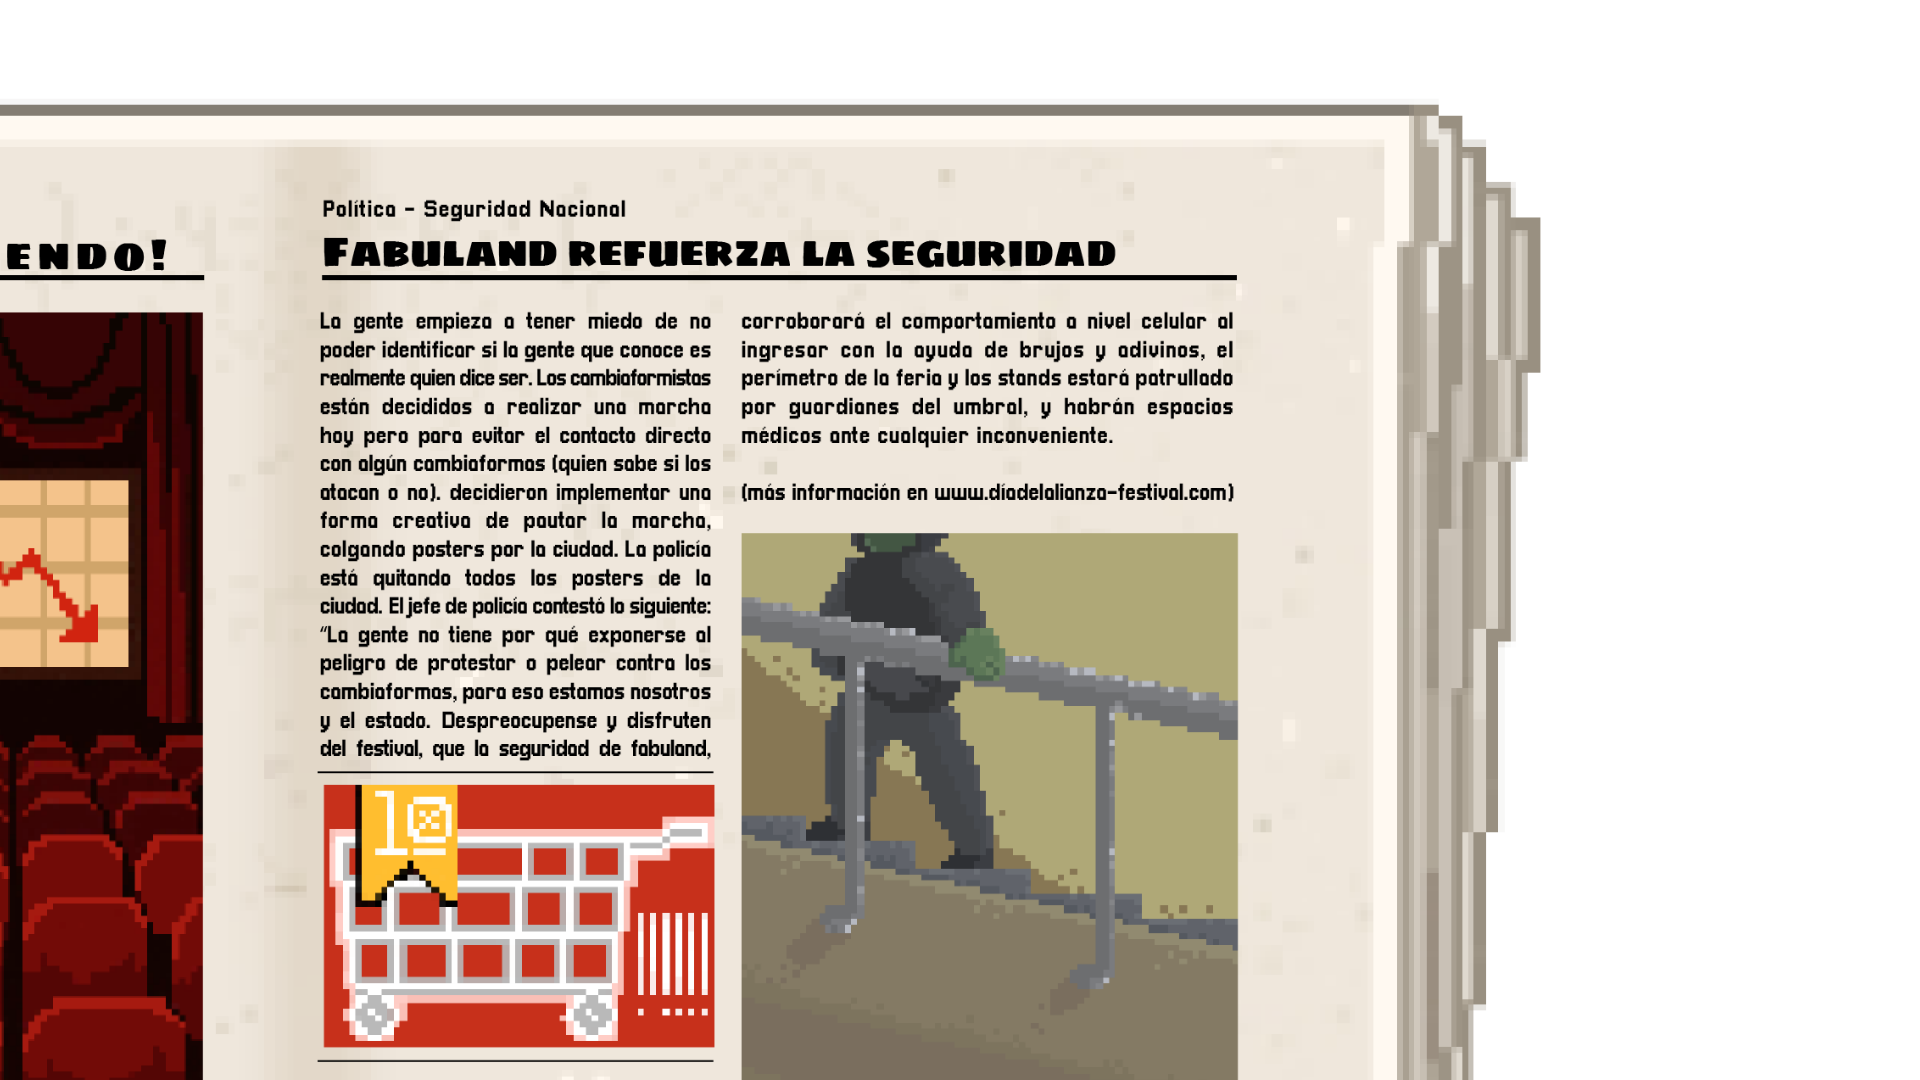 ENDO!
Política - Seguridad Nacional
FABULAND REFUERZA LA SEGURIDAD
La gente empieza a tener miedo de no
poder identificar si la gente que conoce es
realmente quien dice ser. Los cambiaformistas
están decididos a realizar una marcha
hoy pero para evitar el contacto directo
con algún cambiaformas (quien sabe si los
atacan o no). decidieron implementar una
forma creativa de pautar la marcha,
colgando posters por la ciudad. La policía
está quitando todos los posters de la
ciudad. El jefe de policía contestó lo siguiente:
“La gente no tiene por qué exponerse al
peligro de protestar o pelear contra los
cambiaformas, para eso estamos nosotros
y el estado. Despreocupense y disfruten
del festival, que la seguridad de fabuland,
corroborará el comportamiento a nivel celular al
ingresar con la ayuda de brujos y adivinos, el
perímetro de la feria y los stands estará patrullado
por guardianes del umbral, y habrán espacios
médicos ante cualquier inconveniente.
(más información en www.díadelalianza-festival.com)